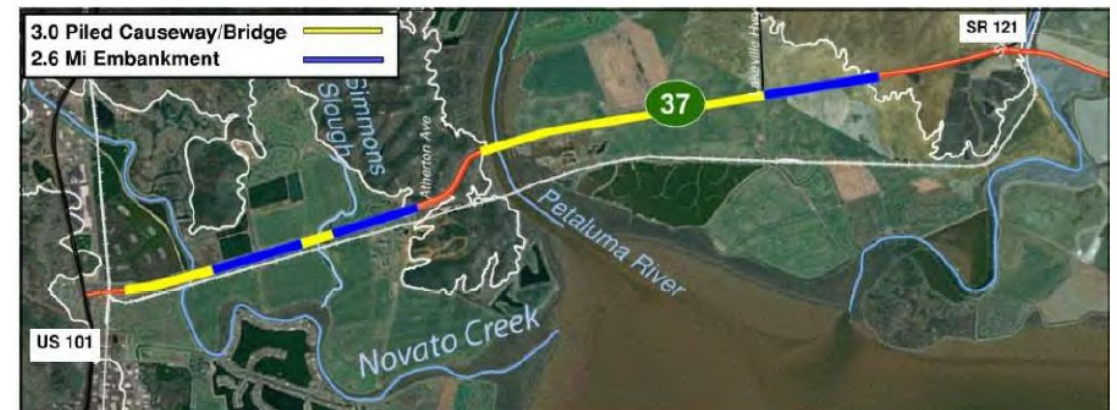 3.0 Piled Causeway/Bridge
2.6 Mi Embankment
SR 121
37
Simmons
Slough
Atherton Ave
Petaluma River
Novato Creek
US 101